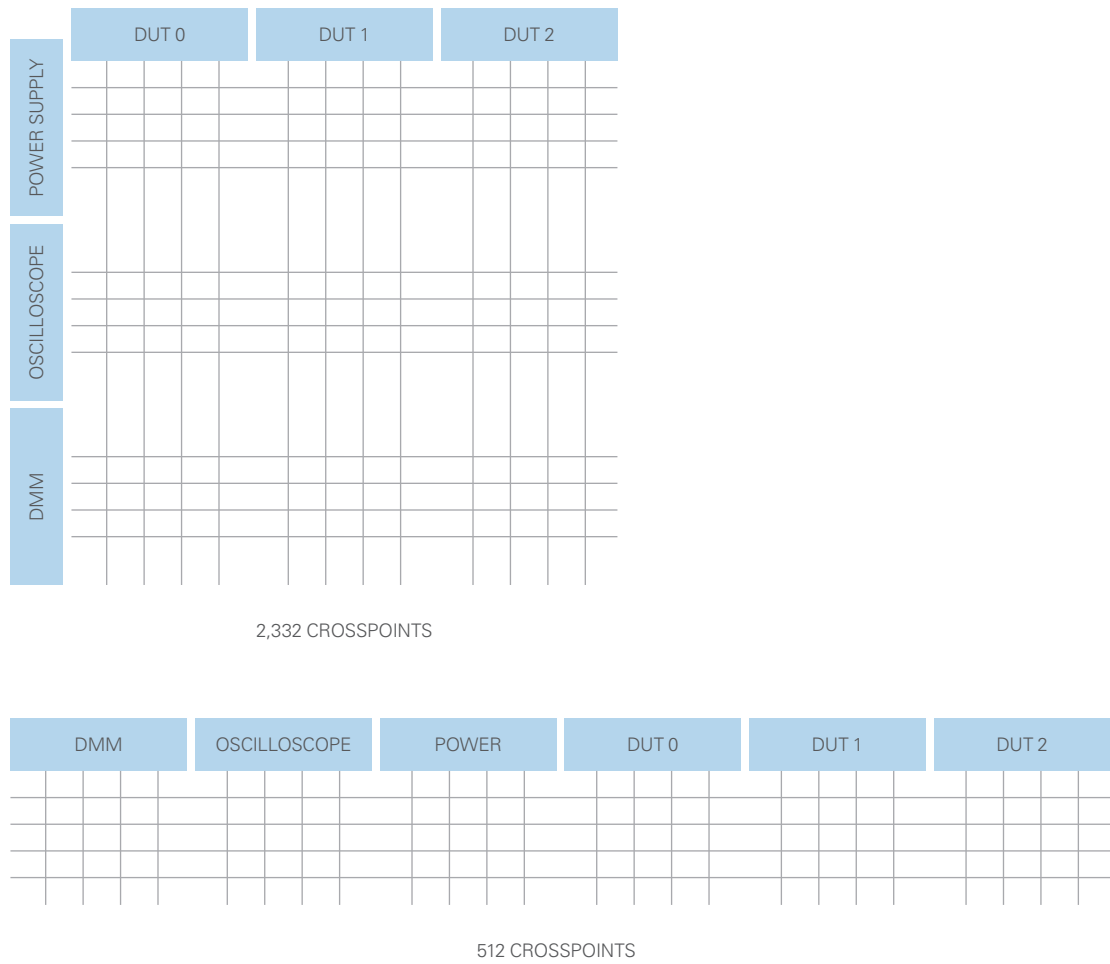 DUT 0
DUT 1
DUT 2
POWER SUPPLY
OSCILLOSCOPE
DMM
2,332 CROSSPOINTS
DMM
OSCILLOSCOPE
POWER
DUT 0
DUT 1
DUT 2
512 CROSSPOINTS